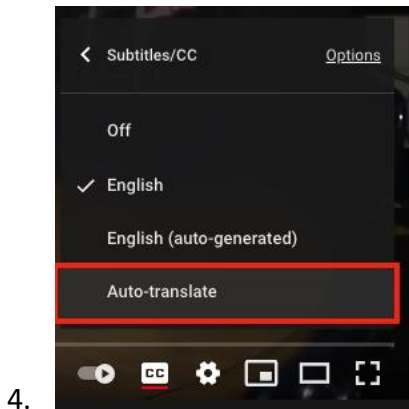 Subtitles/CC Options
Off
English
English (auto-generated)
Auto-translate
CC
4.